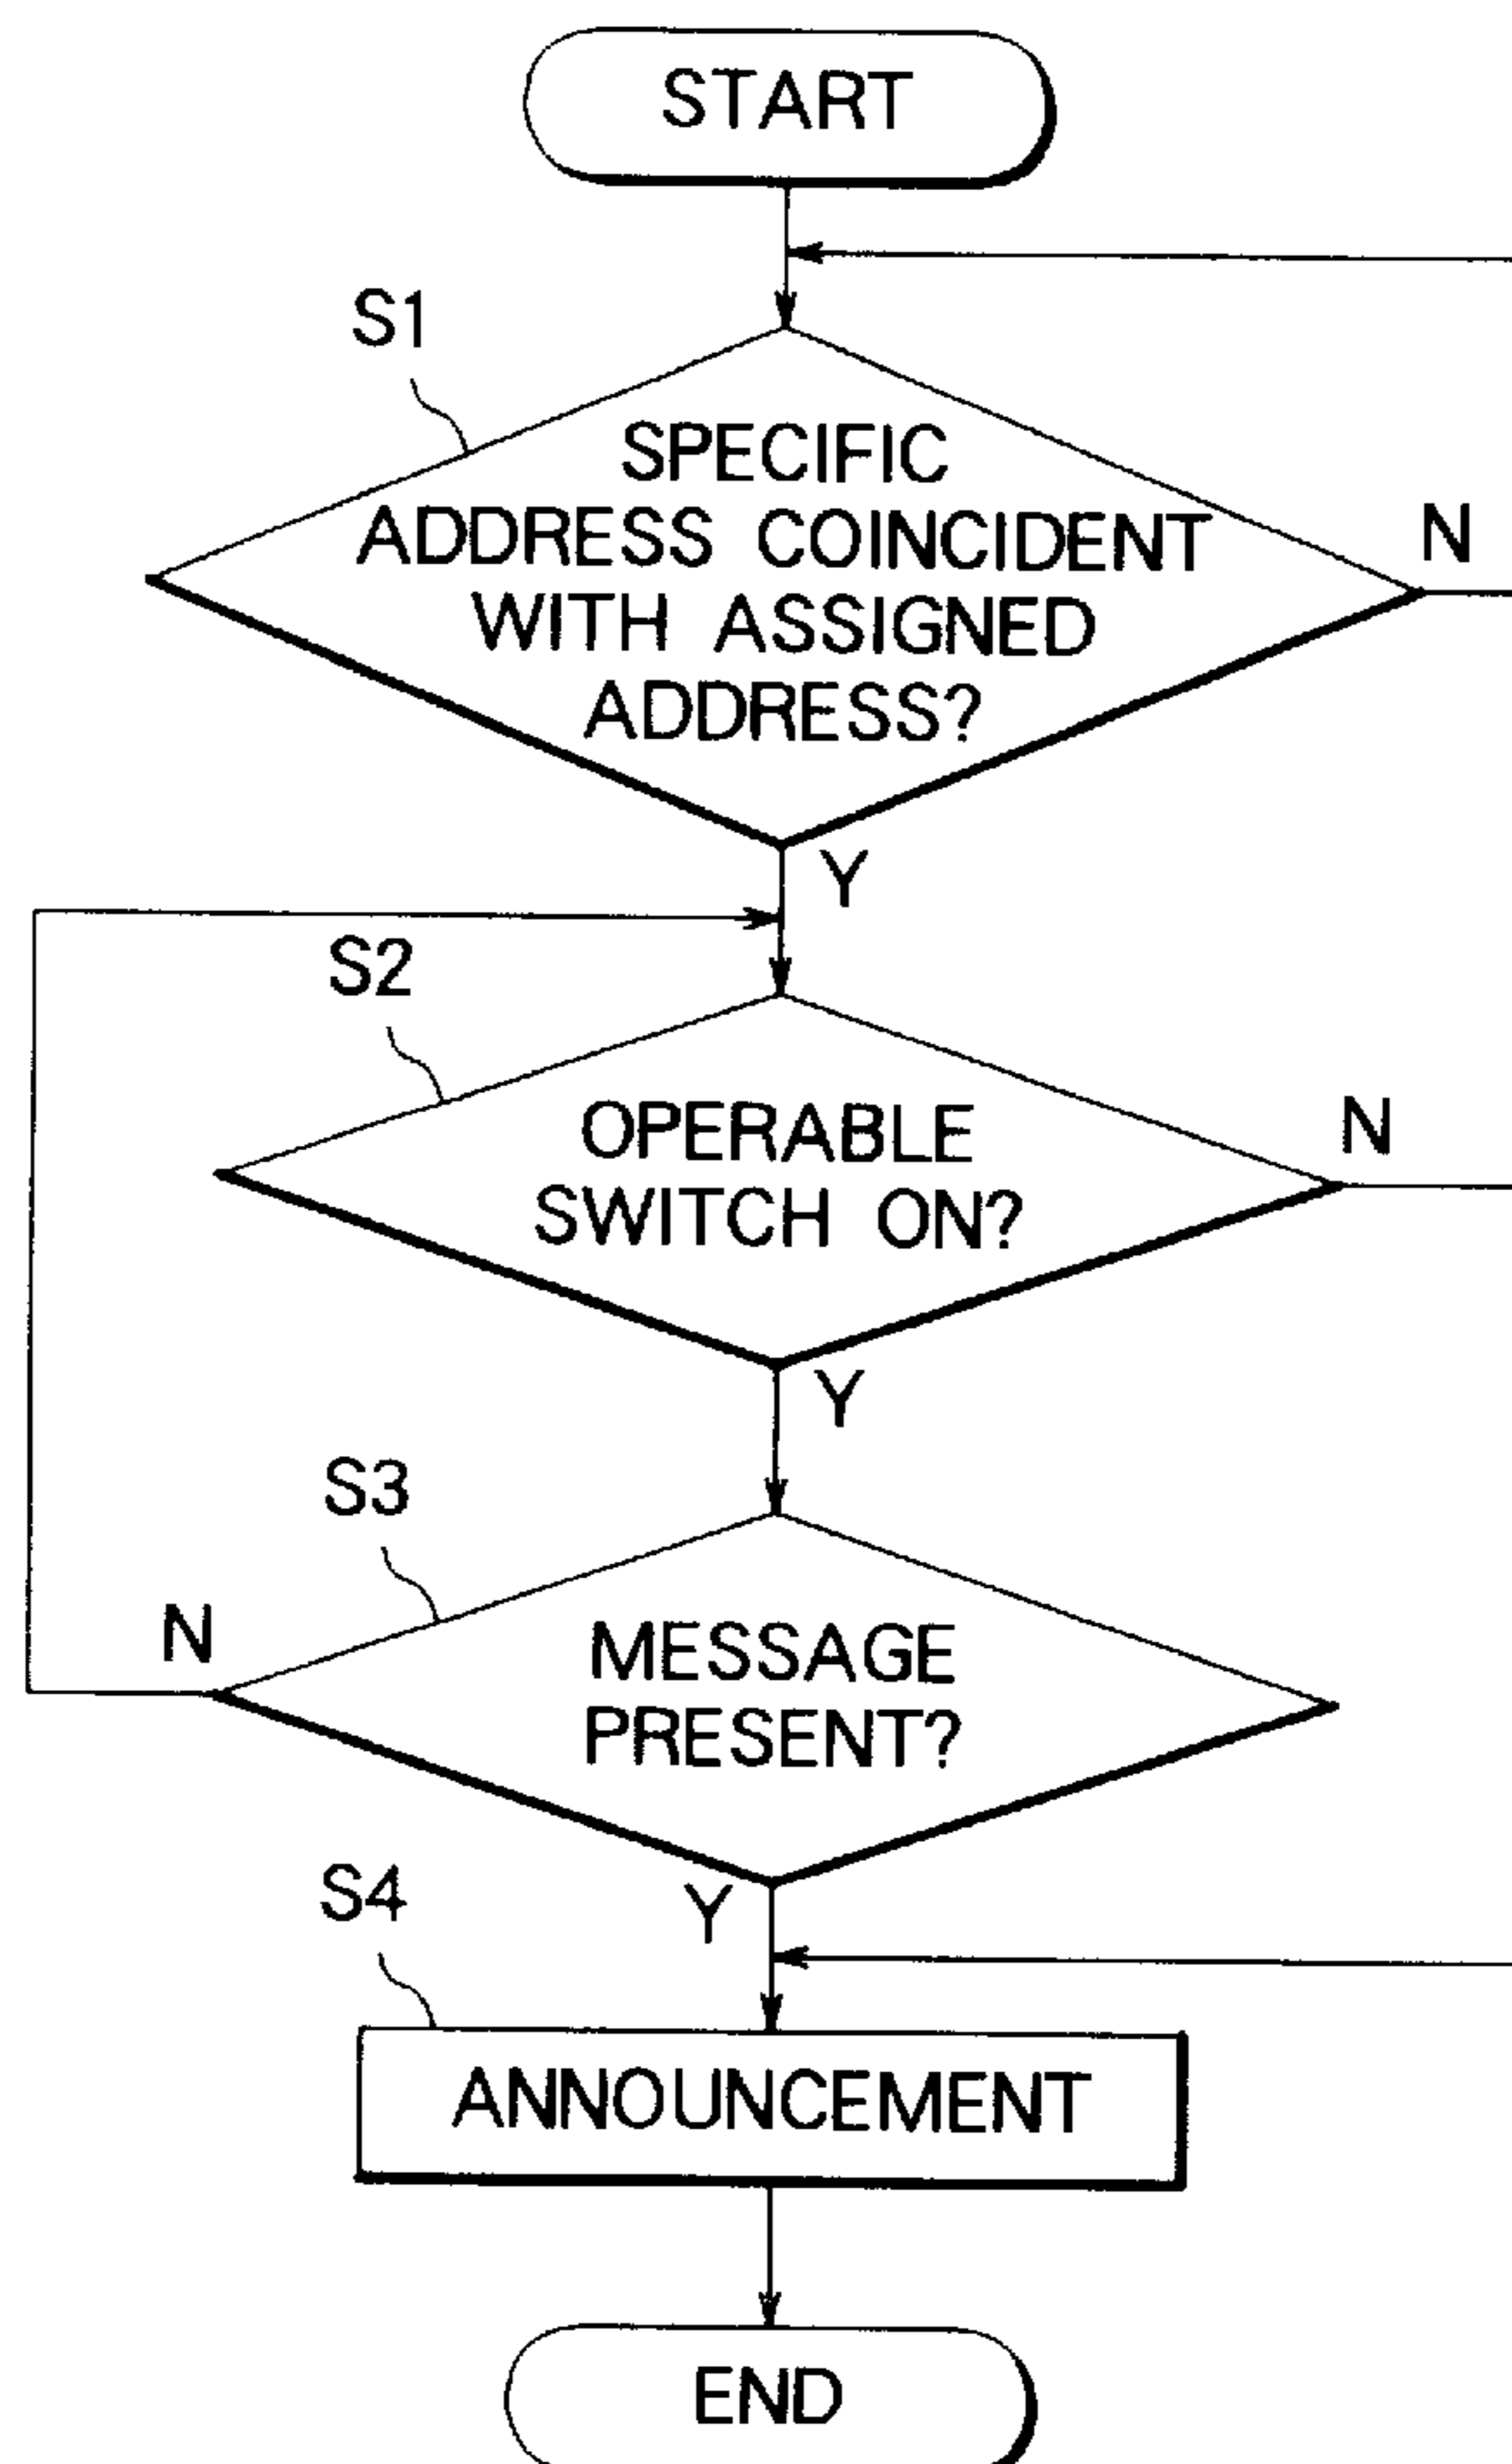 START
S1
SPECIFIC
ADDRESS COINCIDENT
WITH ASSIGNED
ADDRESS?
N
Y
S2
OPERABLE
SWITCH ON?
N
Y
S3
MESSAGE
PRESENT?
N
Y
S4
ANNOUNCEMENT
END